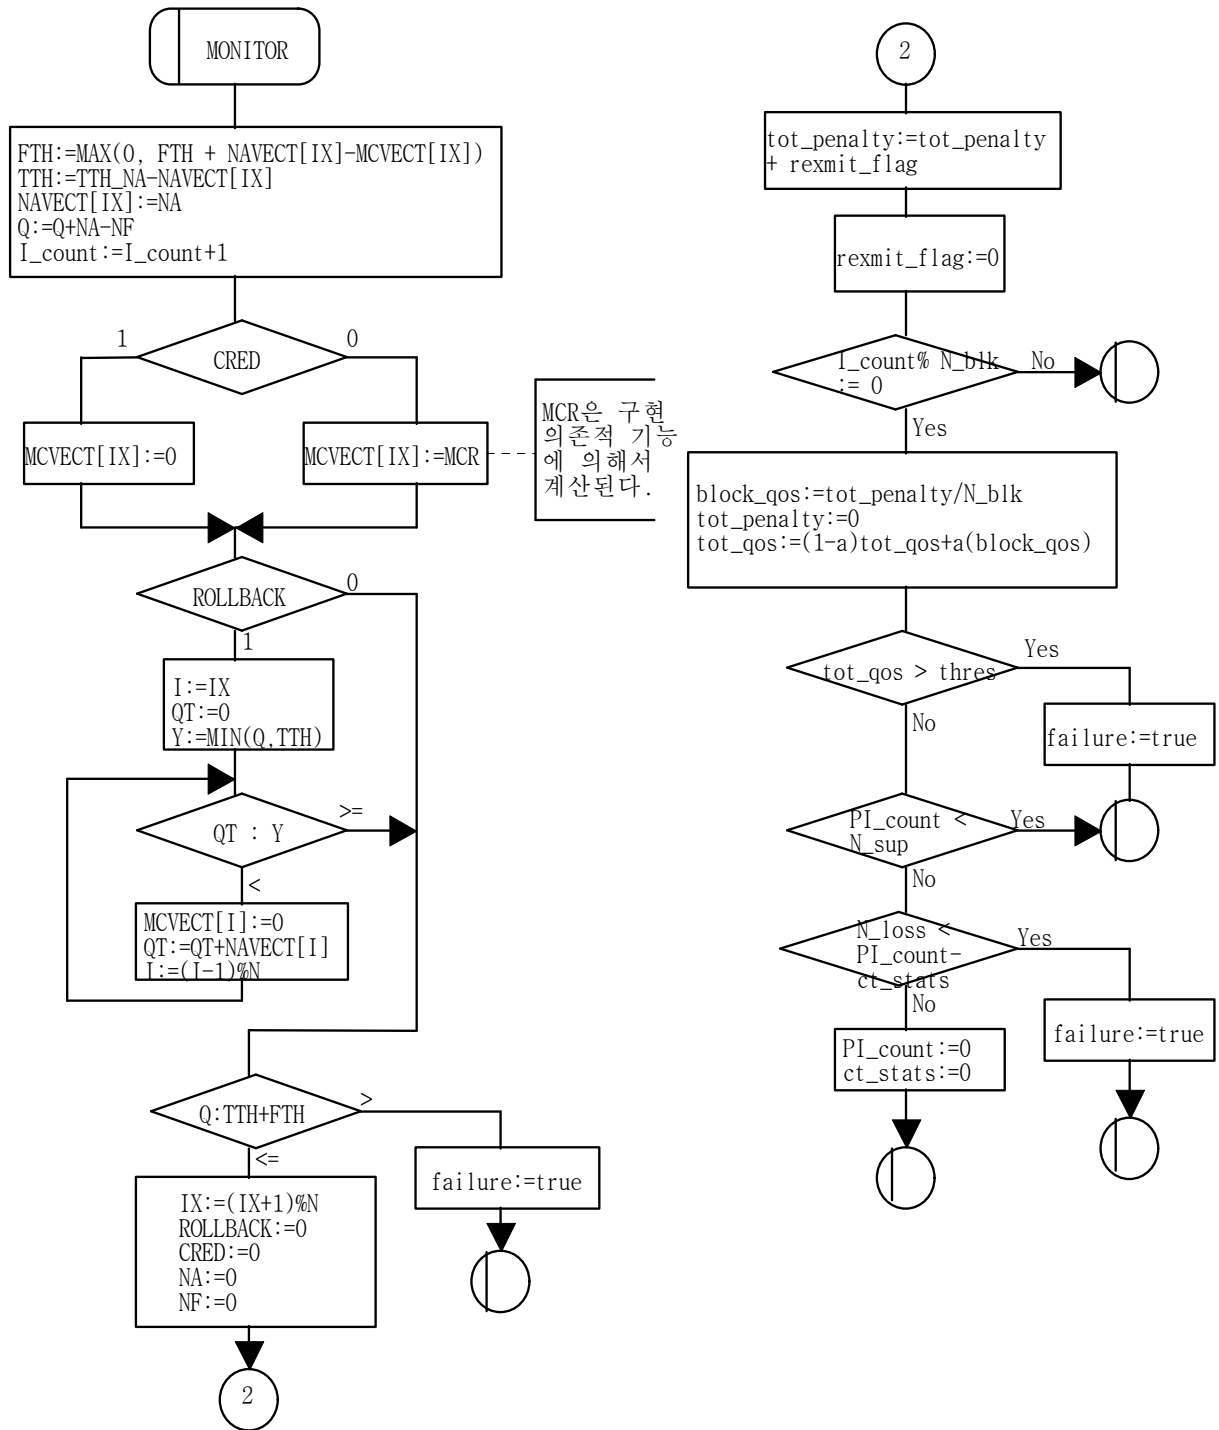 MONITOR
FTH:=MAX(0, FTH + NAVECT[IX]-MCVECT[IX])
TTH:=TTH_NA-NAVECT[IX]
NAVECT[IX]:=NA
Q:=Q+NA-NF
I_count:=I_count+1
1
CRED
0
MCVECT[IX]:=0
MCVECT[IX]:=MCR
MCR은 구현
의존적 기능
에 의해서
계산된다.
ROLLBACK
0
1
I:=IX
QT:=0
Y:=MIN(Q,TTH)
QT : Y
>=
<
MCVECT[I]:=0
QT:=QT+NAVECT[I]
I:=(I-1)%N
Q:TTH+FTH
>
<=
failure:=true
IX:=(IX+1)%N
ROLLBACK:=0
CRED:=0
NA:=0
NF:=0
2
2
tot_penalty:=tot_penalty
+ rexmit_flag
rexmit_flag:=0
I_count% N_blk
:= 0
No
Yes
block_qos:=tot_penalty/N_blk
tot_penalty:=0
tot_qos:=(1-a)tot_qos+a(block_qos)
tot_qos > thres
Yes
No
failure:=true
PI_count <
N_sup
Yes
No
N_loss <
PI_count-
ct_stats
Yes
No
PI_count:=0
ct_stats:=0
failure:=true